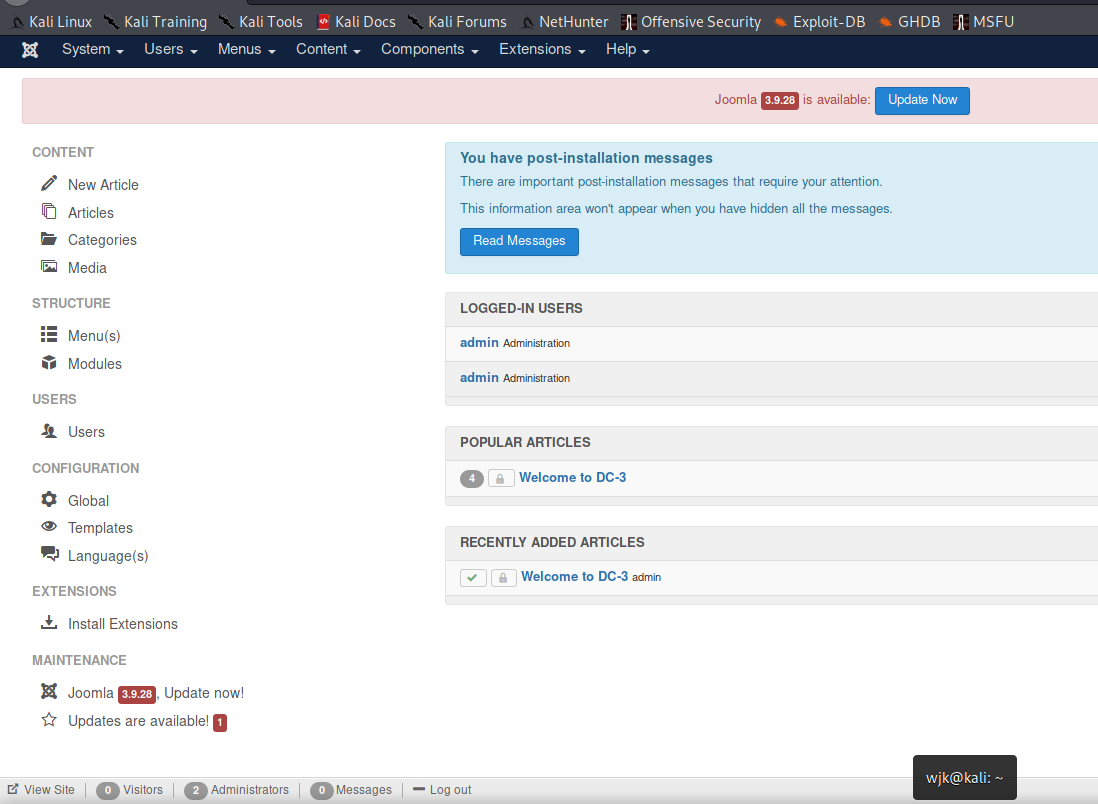 Kali Linux Kali Training Kali Tools Kali Docs Kali Forums NetHunter Offensive Security Exploit-DB GHDB MSFU
System Users Menus Content Components Extensions Help
Joomla 3.9.28 is available: Update Now
CONTENT
New Article
Articles
Categories
Media
STRUCTURE
Menu(s)
Modules
USERS
Users
CONFIGURATION
Global
Templates
Language(s)
EXTENSIONS
Install Extensions
MAINTENANCE
Joomla 3.9.28, Update now!
Updates are available! 1
You have post-installation messages
There are important post-installation messages that require your attention.
This information area won't appear when you have hidden all the messages.
Read Messages
LOGGED-IN USERS
admin Administration
admin Administration
POPULAR ARTICLES
4 Welcome to DC-3
RECENTLY ADDED ARTICLES
Welcome to DC-3 admin
View Site 0 Visitors 2 Administrators 0 Messages Log out
wjk@kali: ~